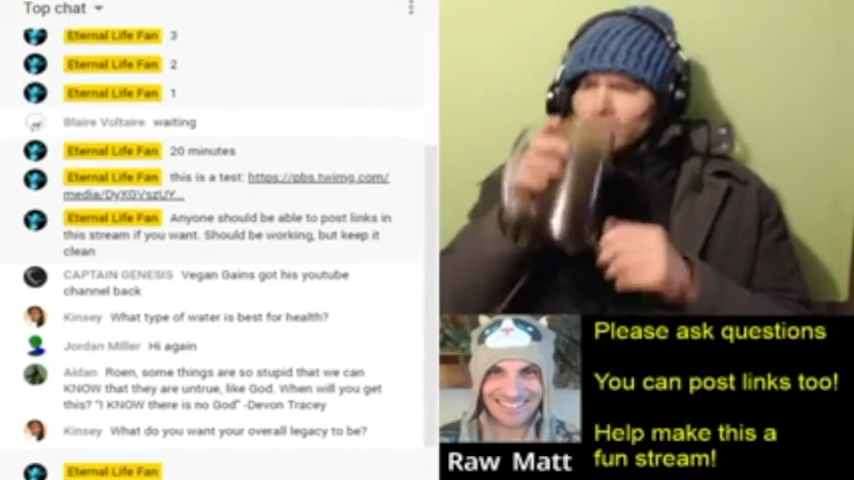 Top chat
Eternal Life Fan 3
Eternal Life Fan 2
Eternal Life Fan 1
Blaire Voltaire waiting
Eternal Life Fan 20 minutes
Eternal Life Fan this is a test: https://pbs.twimg.com/
media/DyXGVszUY...
Eternal Life Fan Anyone should be able to post links in
this stream if you want. Should be working, but keep it
clean
CAPTAIN GENESIS Vegan Gains got his youtube
channel back
Kinsey What type of water is best for health?
Jordan Miller Hi again
Aidan Roen, some things are so stupid that we can
KNOW that they are untrue, like God. When will you get
this? "I KNOW there is no God" -Devon Tracey
Kinsey What do you want your overall legacy to be?
Eternal Life Fan
Please ask questions
You can post links too!
Help make this a
fun stream!
Raw Matt